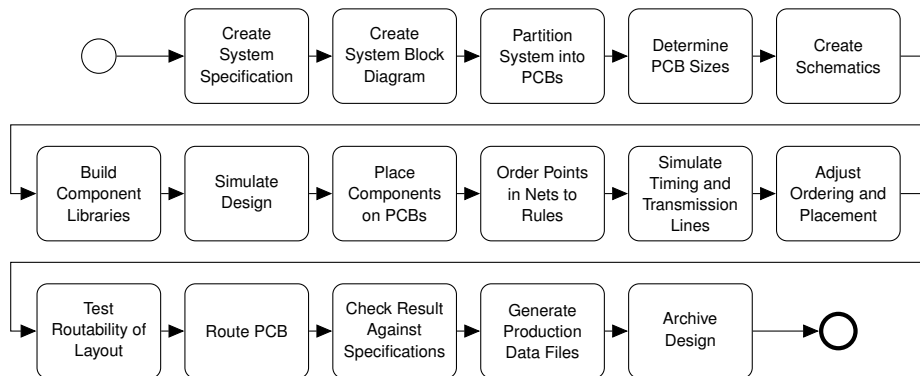 Create
System
Specification
Create
System Block
Diagram
Partition
System into
PCBs
Determine
PCB Sizes
Create
Schematics
Build
Component
Libraries
Simulate
Design
Place
Components
on PCBs
Order Points
in Nets to
Rules
Simulate
Timing and
Transmission
Lines
Adjust
Ordering and
Placement
Test
Routability of
Layout
Route PCB
Check Result
Against
Specifications
Generate
Production
Data Files
Archive
Design